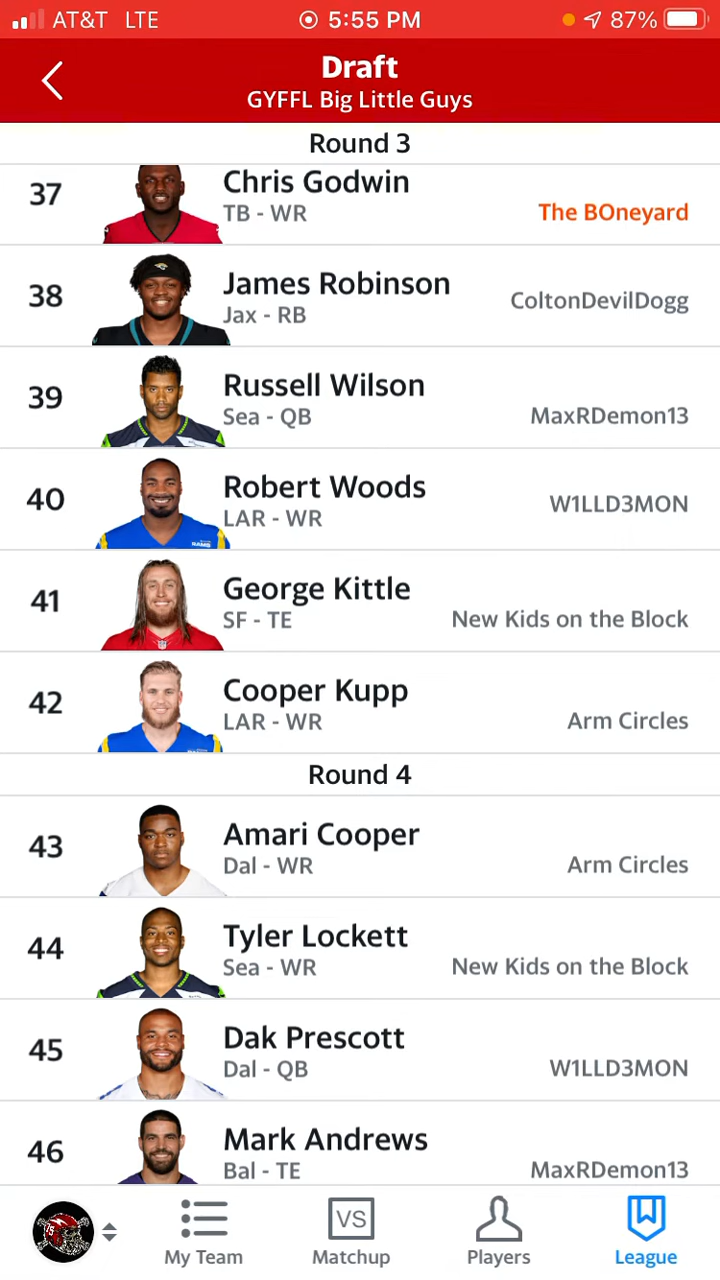 AT&T LTE 5:55 PM 87%
Draft
GYFFL Big Little Guys
Round 3
37 Chris Godwin
TB - WR The BOneyard
38 James Robinson
Jax - RB ColtonDevilDogg
39 Russell Wilson
Sea - QB MaxRDemon13
40 Robert Woods
LAR - WR W1LLD3MON
41 George Kittle
SF - TE New Kids on the Block
42 Cooper Kupp
LAR - WR Arm Circles
Round 4
43 Amari Cooper
Dal - WR Arm Circles
44 Tyler Lockett
Sea - WR New Kids on the Block
45 Dak Prescott
Dal - QB W1LLD3MON
46 Mark Andrews
Bal - TE MaxRDemon13
VS
My Team Matchup Players League